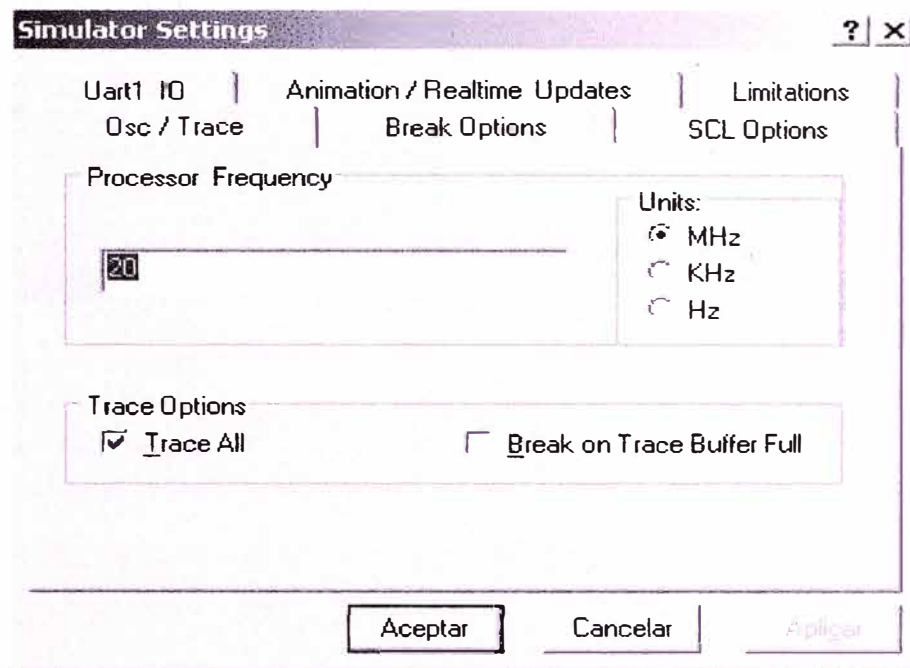 Simulator Settings
Uart1 IO
Animation / Realtime Updates
Limitations
Osc / Trace
Break Options
SCL Options
Processor Frequency
20
Units:
MHz
KHz
Hz
Trace Options
Trace All
Break on Trace Buffer Full
Aceptar
Cancelar
Aplicar